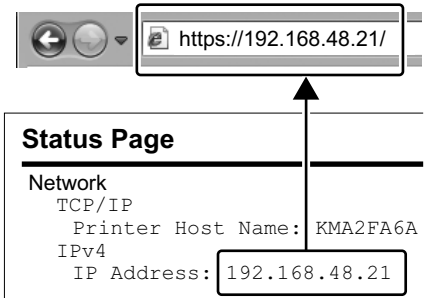 https://192.168.48.21/
Status Page
Network
TCP/IP
Printer Host Name: KMA2FA6A
IPv4
IP Address: 192.168.48.21